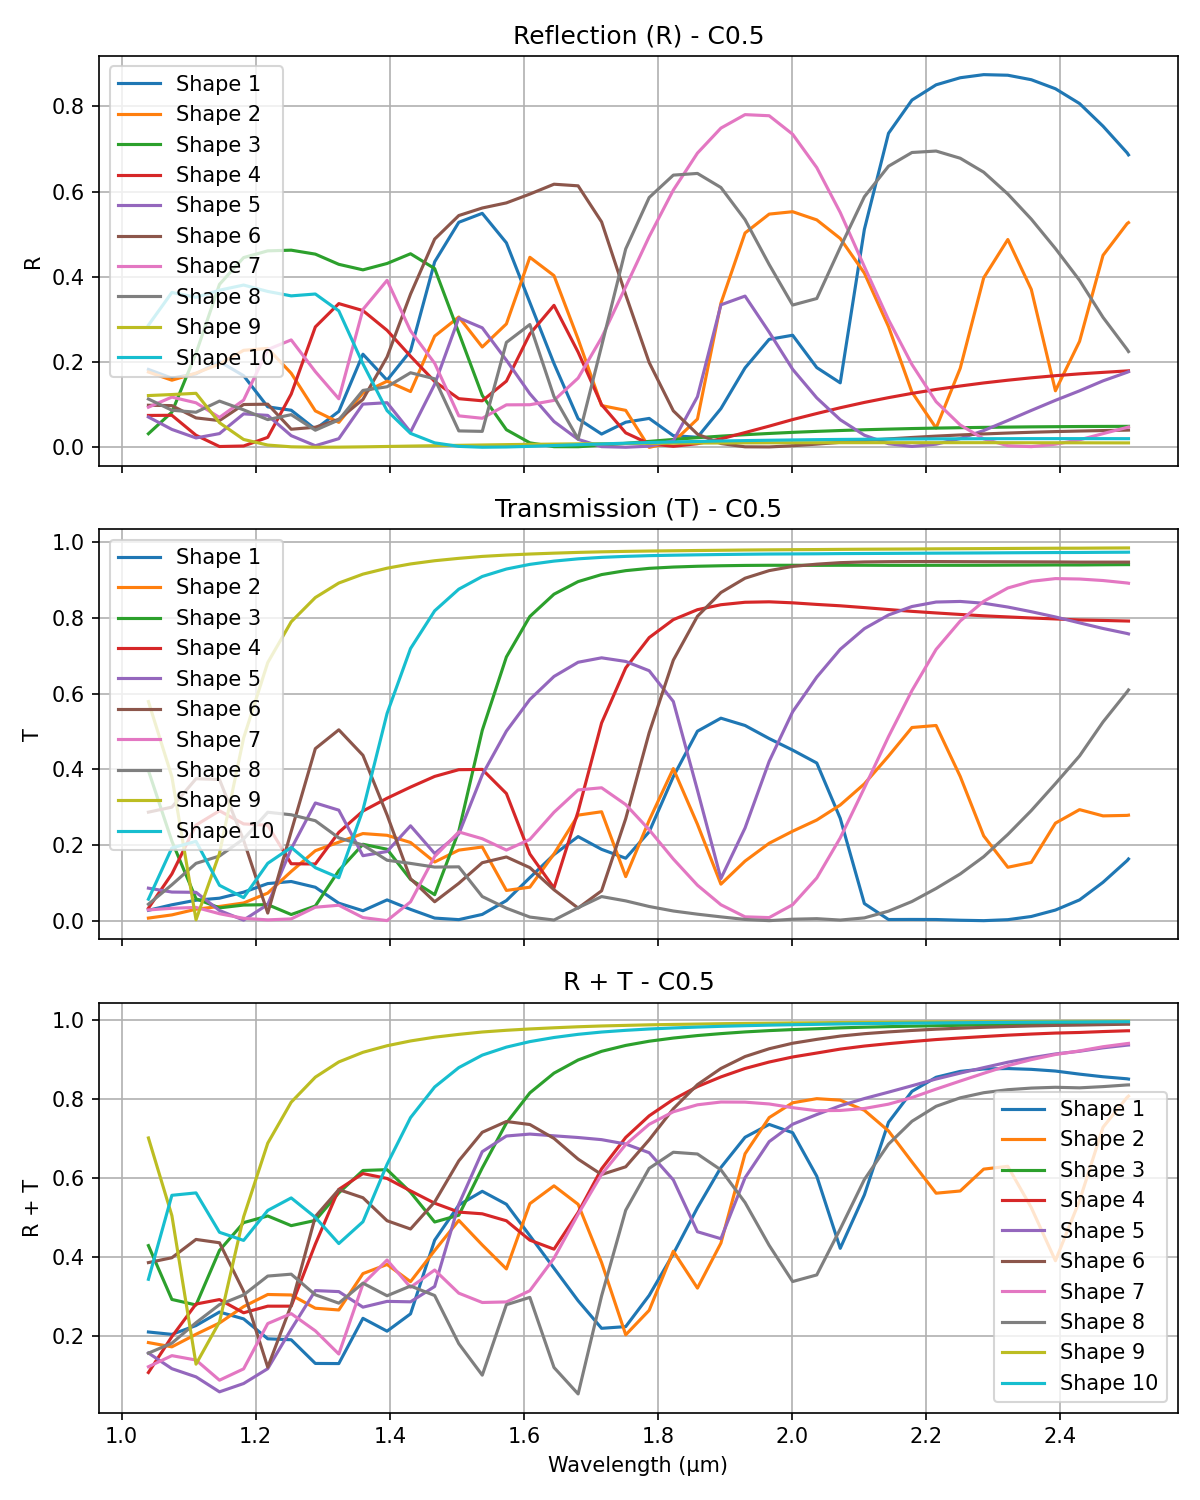 Reflection (R) - C0.5
Shape 1
Shape 2
Shape 3
Shape 4
Shape 5
Shape 6
Shape 7
Shape 8
Shape 9
Shape 10
0.8
0.6
0.4
0.2
0.0
R
Transmission (T) - C0.5
Shape 1
Shape 2
Shape 3
Shape 4
Shape 5
Shape 6
Shape 7
Shape 8
Shape 9
Shape 10
1.0
0.8
0.6
0.4
0.2
0.0
T
R + T - C0.5
1.0
0.8
0.6
0.4
0.2
R + T
Shape 1
Shape 2
Shape 3
Shape 4
Shape 5
Shape 6
Shape 7
Shape 8
Shape 9
Shape 10
1.0 1.2 1.4 1.6 1.8 2.0 2.2 2.4
Wavelength (μm)